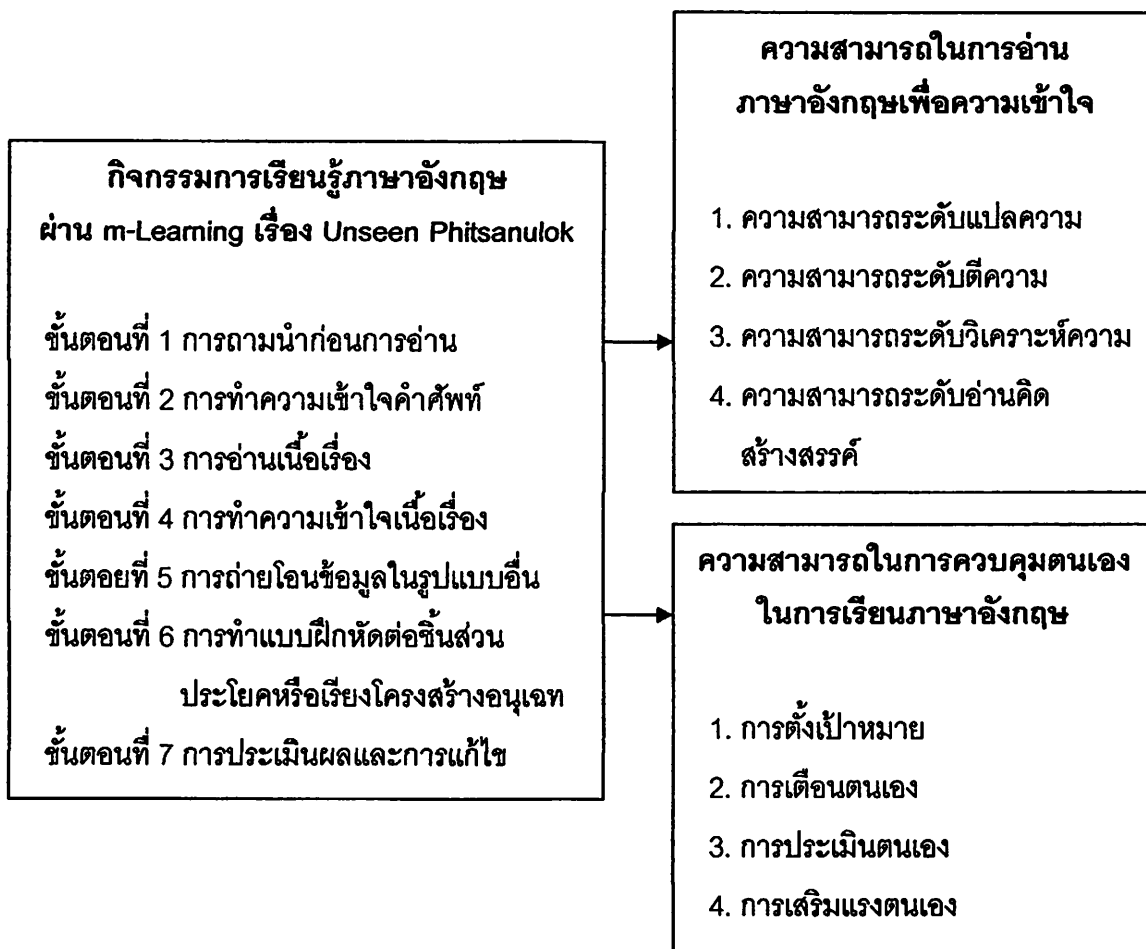 กิจกรรมการเรียนรู้ภาษาอังกฤษ
ผ่าน m-Learning เรื่อง Unseen Phitsanulok
ขั้นตอนที่ 1 การถามนำก่อนการอ่าน
ขั้นตอนที่ 2 การทำความเข้าใจคำศัพท์
ขั้นตอนที่ 3 การอ่านเนื้อเรื่อง
ขั้นตอนที่ 4 การทำความเข้าใจเนื้อเรื่อง
ขั้นตอยที่ 5 การถ่ายโอนข้อมูลในรูปแบบอื่น
ขั้นตอนที่ 6 การทำแบบฝึกหัดต่อชิ้นส่วน
ประโยคหรือเรียงโครงสร้างอนุเฉท
ขั้นตอนที่ 7 การประเมินผลและการแก้ไข
ความสามารถในการอ่าน
ภาษาอังกฤษเพื่อความเข้าใจ
1. ความสามารถระดับแปลความ
2. ความสามารถระดับตีความ
3. ความสามารถระดับวิเคราะห์ความ
4. ความสามารถระดับอ่านคิด
สร้างสรรค์
ความสามารถในการควบคุมตนเอง
ในการเรียนภาษาอังกฤษ
1. การตั้งเป้าหมาย
2. การเตือนตนเอง
3. การประเมินตนเอง
4. การเสริมแรงตนเอง